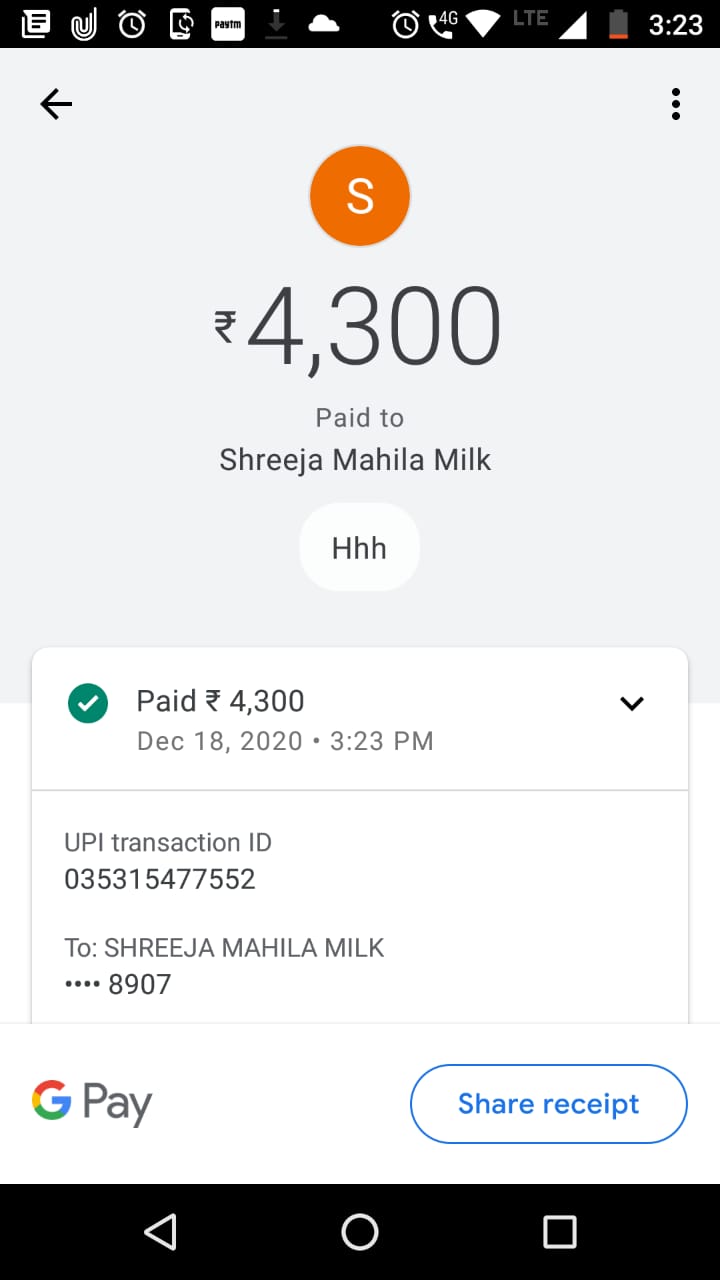 Paytm 4G LTE 3:23
S
₹4,300
Paid to
Shreeja Mahila Milk
Hhh
Paid ₹ 4,300
Dec 18, 2020 • 3:23 PM
UPI transaction ID
035315477552
To: SHREEJA MAHILA MILK
•••• 8907
G Pay
Share receipt